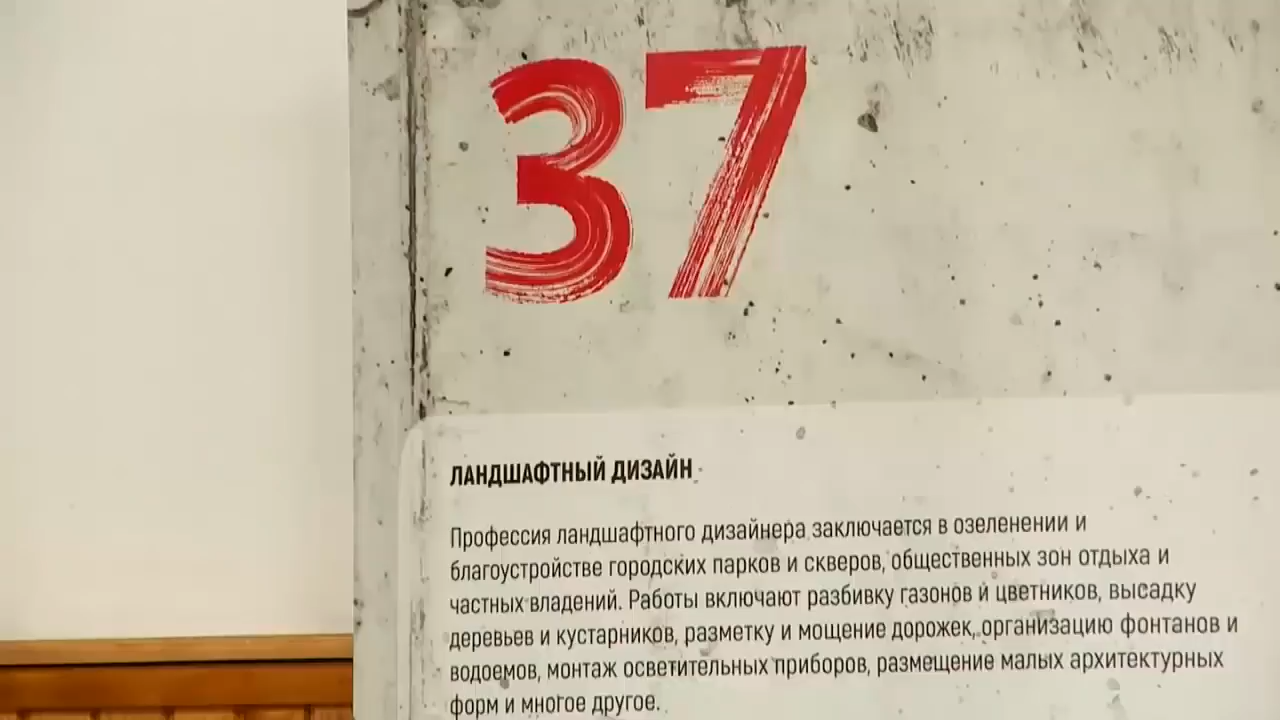 37
ЛАНДШАФТНЫЙ ДИЗАЙН
Профессия ландшафтного дизайнера заключается в озеленении и
благоустройстве городских парков и скверов, общественных зон отдыха и
частных владений. Работы включают разбивку газонов и цветников, высадку
деревьев и кустарников, разметку и мощение дорожек, организацию фонтанов и
водоемов, монтаж осветительных приборов, размещение малых архитектурных
форм и многое другое.